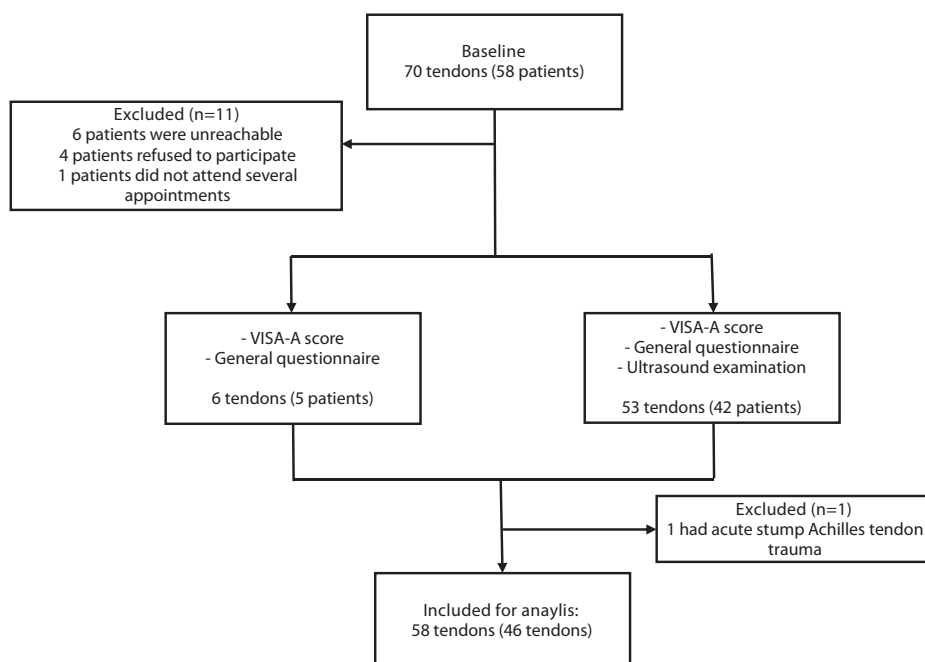 Baseline
70 tendons (58 patients)
Excluded (n=11)
6 patients were unreachable
4 patients refused to participate
1 patients did not attend several
appointments
- VISA-A score
- General questionnaire
6 tendons (5 patients)
- VISA-A score
- General questionnaire
- Ultrasound examination
53 tendons (42 patients)
Excluded (n=1)
1 had acute stump Achilles tendon
trauma
Included for anaylis:
58 tendons (46 tendons)